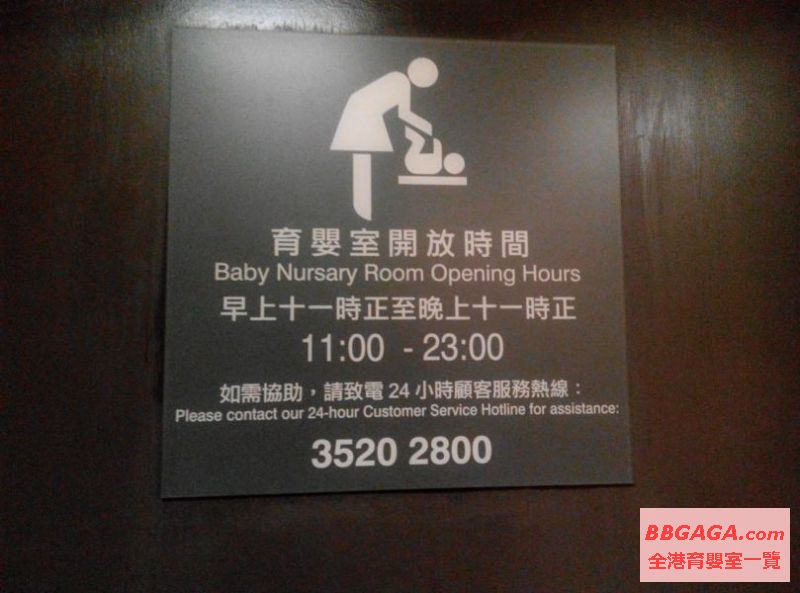 育嬰室開放時間
Baby Nursary Room Opening Hours
早上十一時正至晚上十一時正
11:00 - 23:00
如需協助，請致電 24 小時顧客服務熱線：
Please contact our 24-hour Customer Service Hotline for assistance:
3520 2800
BBGAGA.com
全港育嬰室一覽